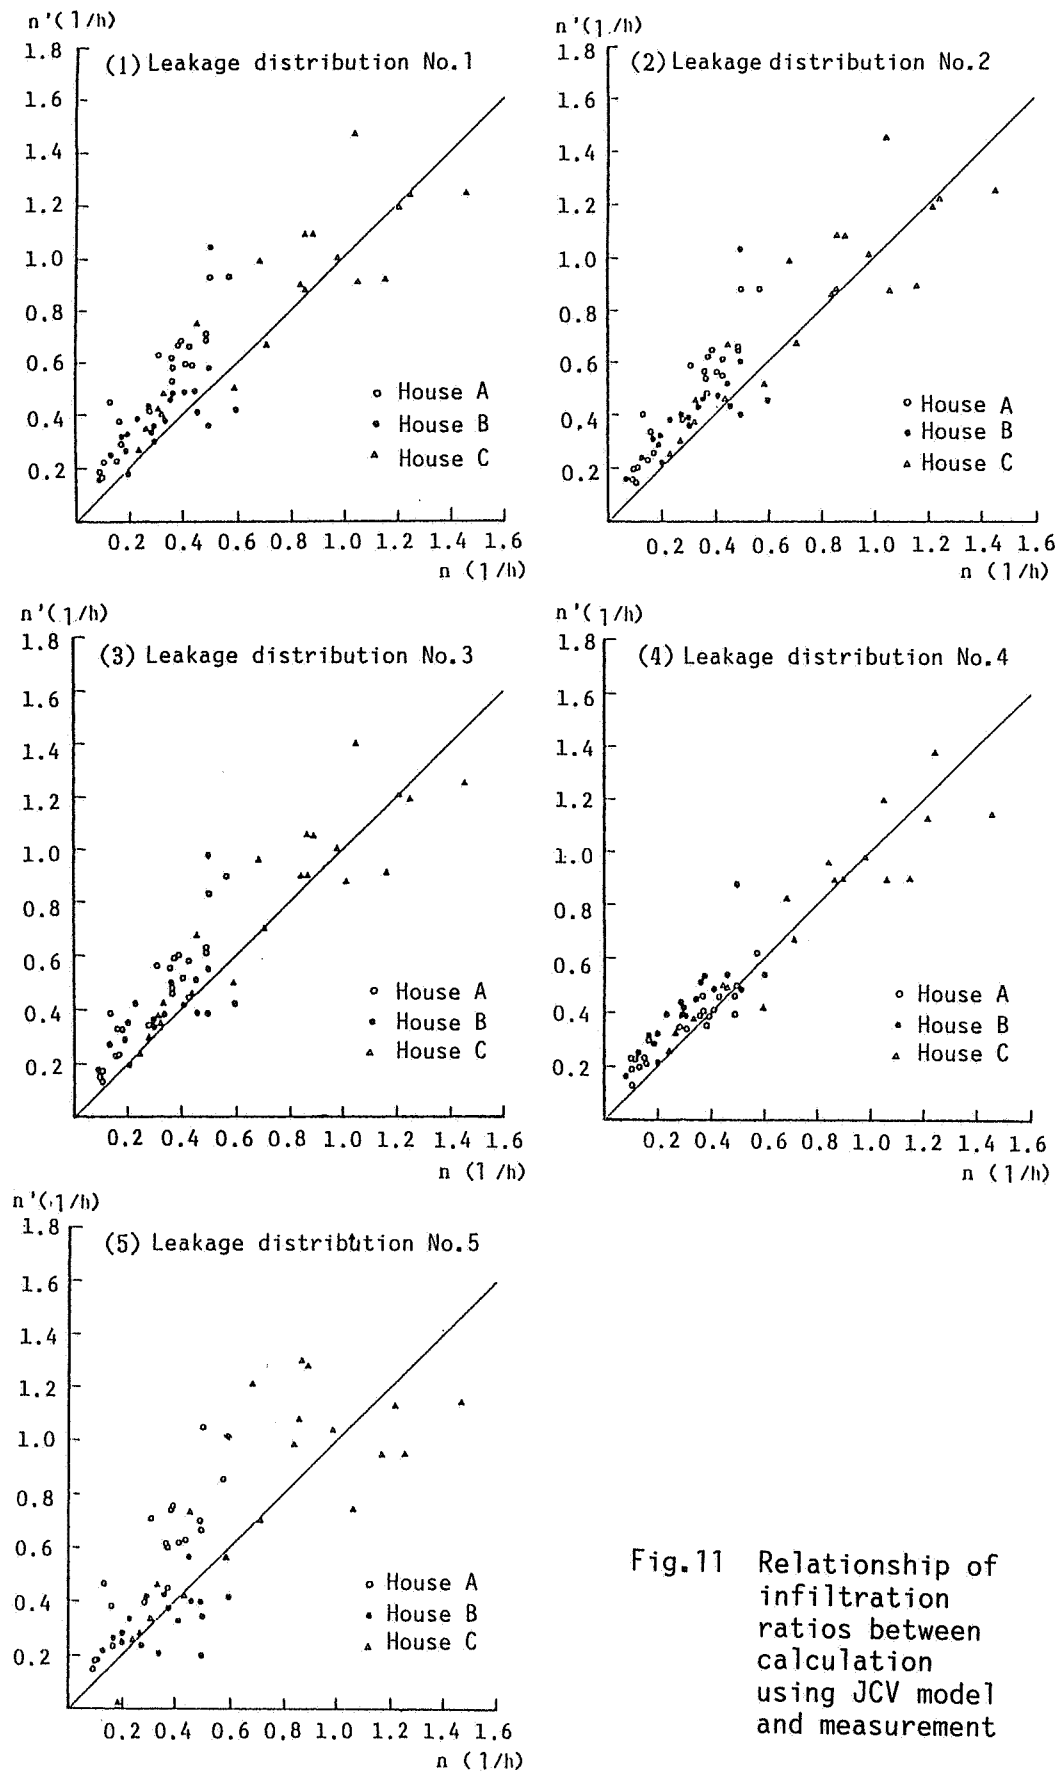 n'(1/h)
(1) Leakage distribution No.1
1.8
1.6
1.4
1.2
1.0
0.8
0.6
0.4
0.2
House A
House B
House C
0.2 0.4 0.6 0.8 1.0 1.2 1.4 1.6
n (1/h)
n'(1/h)
(2) Leakage distribution No.2
1.8
1.6
1.4
1.2
1.0
0.8
0.6
0.4
0.2
House A
House B
House C
0.2 0.4 0.6 0.8 1.0 1.2 1.4 1.6
n (1/h)
n'(1/h)
(3) Leakage distribution No.3
1.8
1.6
1.4
1.2
1.0
0.8
0.6
0.4
0.2
House A
House B
House C
0.2 0.4 0.6 0.8 1.0 1.2 1.4 1.6
n (1/h)
n'(1/h)
(4) Leakage distribution No.4
1.8
1.6
1.4
1.2
1.0
0.8
0.6
0.4
0.2
House A
House B
House C
0.2 0.4 0.6 0.8 1.0 1.2 1.4 1.6
n (1/h)
n'(1/h)
(5) Leakage distribution No.5
1.8
1.6
1.4
1.2
1.0
0.8
0.6
0.4
0.2
House A
House B
House C
0.2 0.4 0.6 0.8 1.0 1.2 1.4 1.6
n (1/h)
Fig.11 Relationship of
infiltration
ratios between
calculation
using JCV model
and measurement